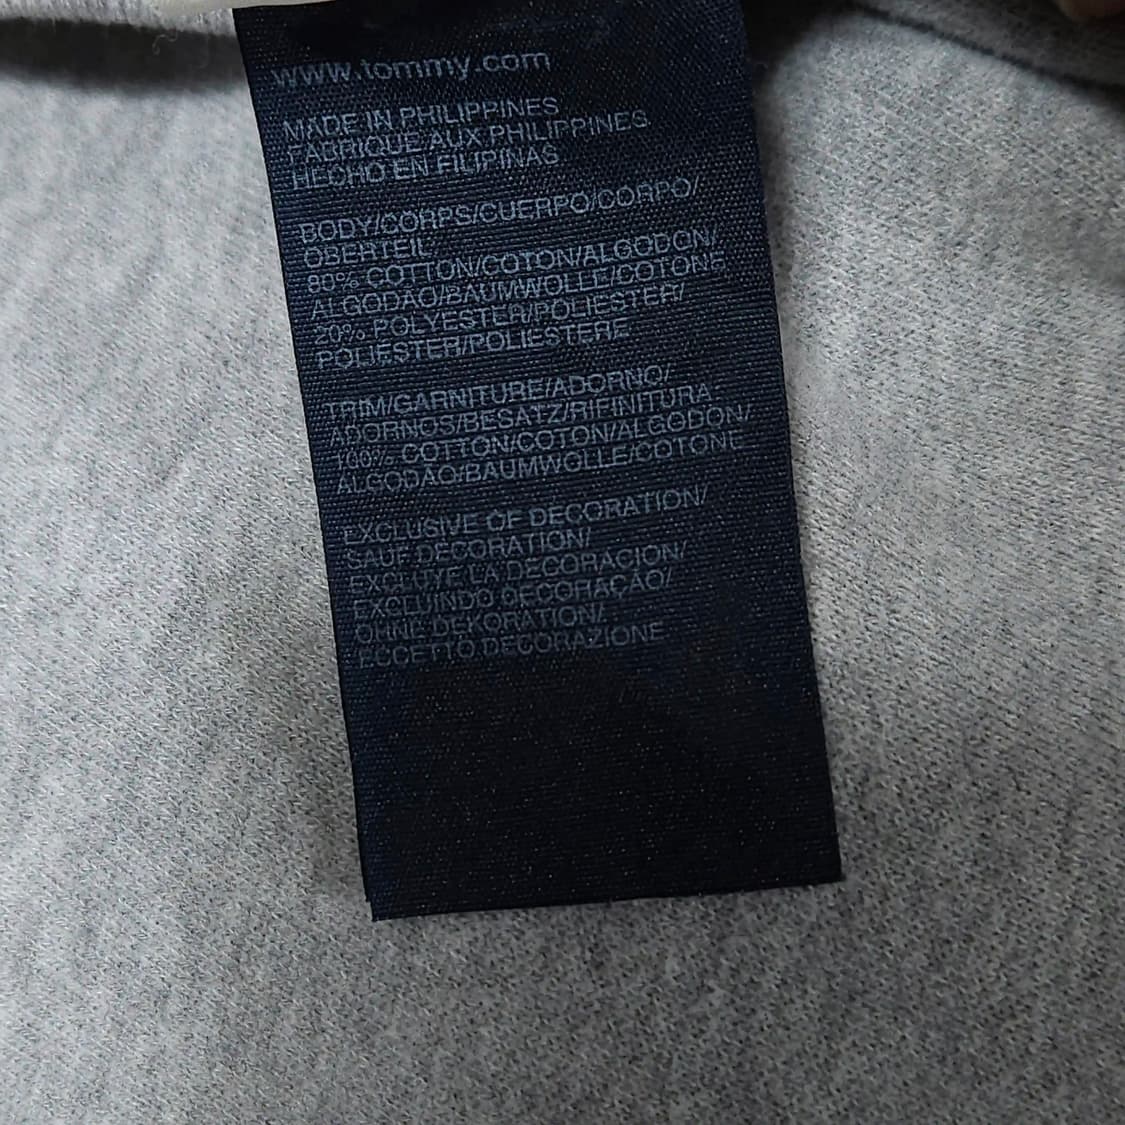 www.tommy.com
MADE IN PHILIPPINES
FABRIQUE AUX PHILIPPINES
HECHO EN FILIPINAS
BODY/CORPS/CUERPO/CORPO/
OBERTEIL
80% COTTON/COTON/ALGODON/
ALGODAO/BAUMWOLLE/COTONE
20% POLYESTER/POLIESTER/
POLIESTER/POLIESTERE
TRIM/GARNITURE/ADORNO/
ADORNOS/BESATZ/RIFINITURA
100% COTTON/COTON/ALGODON/
ALGODAO/BAUMWOLLE/COTONE
EXCLUSIVE OF DECORATION/
SAUF DECORATION/
EXCLUYE LA DECORACION/
EXCLUINDO DECORAÇÃO/
OHNE DEKORATION/
ECCETTO DECORAZIONE